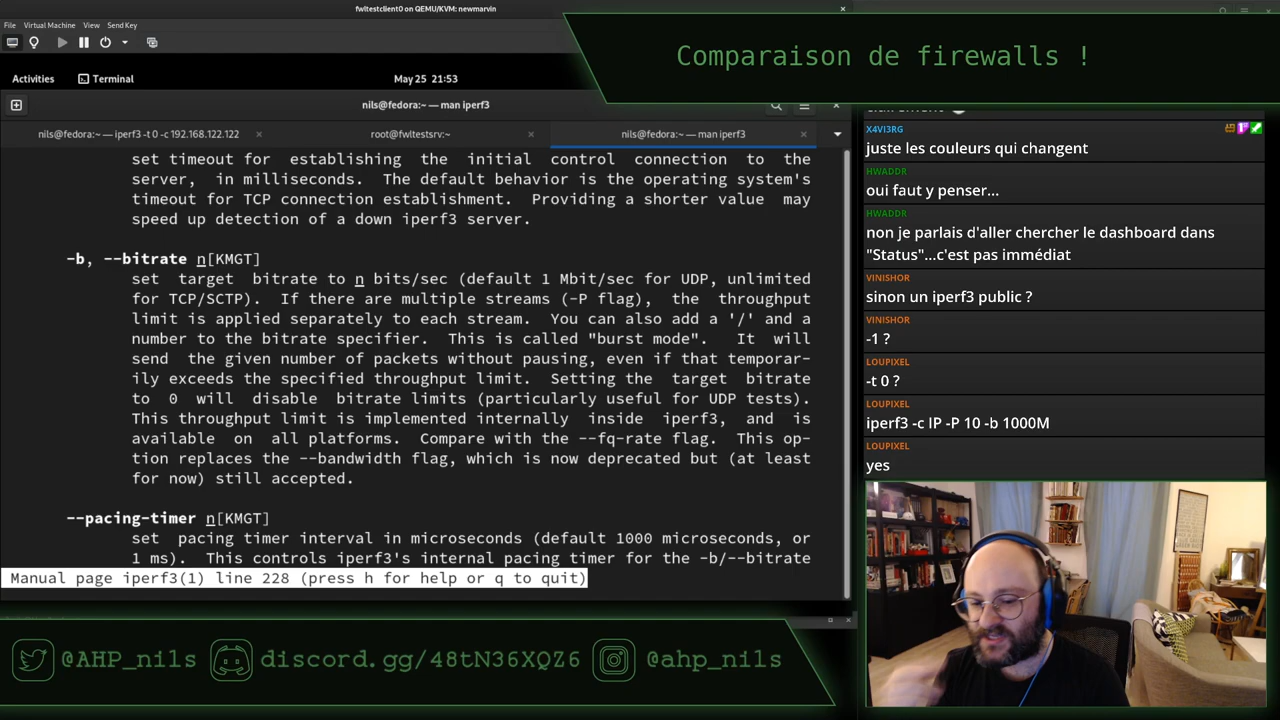 fwltestclient0 on QEMU/KVM: newmarvin
File Virtual Machine View Send Key
Activities
Terminal
May 25 21:53
nils@fedora:~ — man iperf3
nils@fedora:~ — iperf3 -t 0 -c 192.168.122.122
root@fwltestsrv:~
nils@fedora:~ — man iperf3
set timeout for establishing the initial control connection to the
server, in milliseconds. The default behavior is the operating system's
timeout for TCP connection establishment. Providing a shorter value may
speed up detection of a down iperf3 server.
-b, --bitrate n[KMGT]
set target bitrate to n bits/sec (default 1 Mbit/sec for UDP, unlimited
for TCP/SCTP). If there are multiple streams (-P flag), the throughput
limit is applied separately to each stream. You can also add a '/' and a
number to the bitrate specifier. This is called "burst mode". It will
send the given number of packets without pausing, even if that temporar-
ily exceeds the specified throughput limit. Setting the target bitrate
to 0 will disable bitrate limits (particularly useful for UDP tests).
This throughput limit is implemented internally inside iperf3, and is
available on all platforms. Compare with the --fq-rate flag. This op-
tion replaces the --bandwidth flag, which is now deprecated but (at least
for now) still accepted.
--pacing-timer n[KMGT]
set pacing timer interval in microseconds (default 1000 microseconds, or
1 ms). This controls iperf3's internal pacing timer for the -b/--bitrate
Manual page iperf3(1) line 228 (press h for help or q to quit)
Comparaison de firewalls !
X4VI3RG
juste les couleurs qui changent
HWADDR
oui faut y penser...
HWADDR
non je parlais d'aller chercher le dashboard dans
"Status"...c'est pas immédiat
VINISHOR
sinon un iperf3 public ?
VINISHOR
-1 ?
LOUPIXEL
-t 0 ?
LOUPIXEL
iperf3 -c IP -P 10 -b 1000M
LOUPIXEL
yes
@AHP_nils
discord.gg/48tN36XQZ6
@ahp_nils